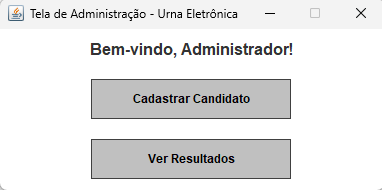 Tela de Administração - Urna Eletrônica
Bem-vindo, Administrador!
Cadastrar Candidato
Ver Resultados